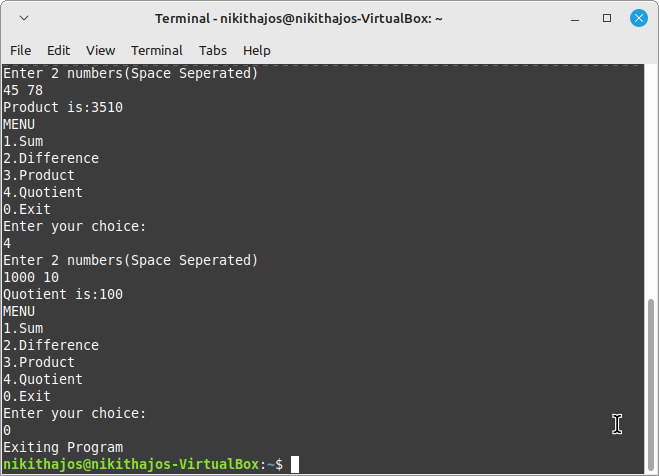 Terminal - nikithajos@nikithajos-VirtualBox: ~
File Edit View Terminal Tabs Help
Enter 2 numbers(Space Seperated)
45 78
Product is:3510
MENU
1.Sum
2.Difference
3.Product
4.Quotient
0.Exit
Enter your choice:
4
Enter 2 numbers(Space Seperated)
1000 10
Quotient is:100
MENU
1.Sum
2.Difference
3.Product
4.Quotient
0.Exit
Enter your choice:
0
Exiting Program
nikithajos@nikithajos-VirtualBox:~$